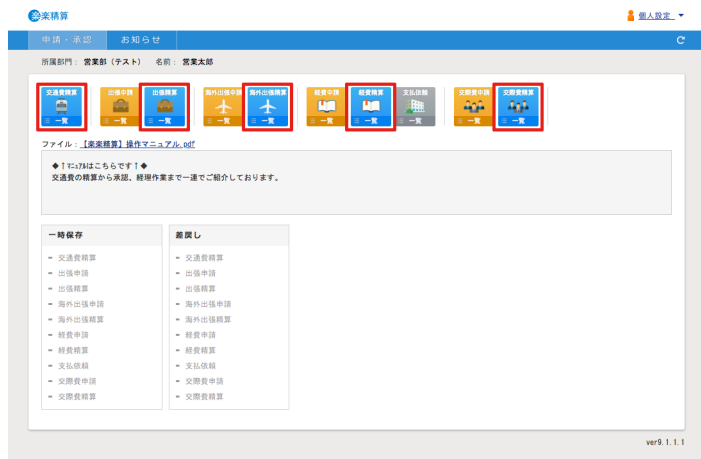 楽楽精算
個人設定 ▼
申請・承認 お知らせ
所属部門： 営業部（テスト） 名前： 営業太郎
交通費精算 出張申請 出張精算 海外出張申請 海外出張精算 経費申請 経費精算 支払依頼 交際費申請 交際費精算
一覧 一覧 一覧 一覧 一覧 一覧 一覧 一覧 一覧 一覧
ファイル：【楽楽精算】操作マニュアル.pdf
◆↑ﾏﾆｭｱﾙはこちらです↑◆
交通費の精算から承認、経理作業まで一連でご紹介しております。
一時保存
- 交通費精算
- 出張申請
- 出張精算
- 海外出張申請
- 海外出張精算
- 経費申請
- 経費精算
- 支払依頼
- 交際費申請
- 交際費精算
差戻し
- 交通費精算
- 出張申請
- 出張精算
- 海外出張申請
- 海外出張精算
- 経費申請
- 経費精算
- 支払依頼
- 交際費申請
- 交際費精算
ver9.1.1.1